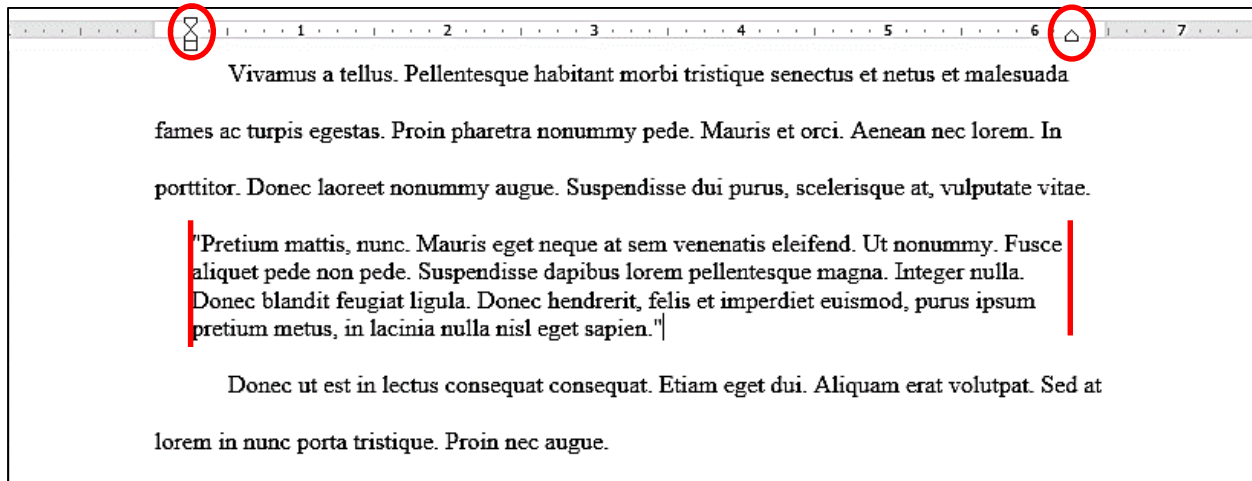 1 2 3 4 5 6 7
Vivamus a tellus. Pellentesque habitant morbi tristique senectus et netus et malesuada
fames ac turpis egestas. Proin pharetra nonummy pede. Mauris et orci. Aenean nec lorem. In
porttitor. Donec laoreet nonummy augue. Suspendisse dui purus, scelerisque at, vulputate vitae.
"Pretium mattis, nunc. Mauris eget neque at sem venenatis eleifend. Ut nonummy. Fusce
aliquet pede non pede. Suspendisse dapibus lorem pellentesque magna. Integer nulla.
Donec blandit feugiat ligula. Donec hendrerit, felis et imperdiet euismod, purus ipsum
pretium metus, in lacinia nulla nisl eget sapien."
Donec ut est in lectus consequat consequat. Etiam eget dui. Aliquam erat volutpat. Sed at
lorem in nunc porta tristique. Proin nec augue.